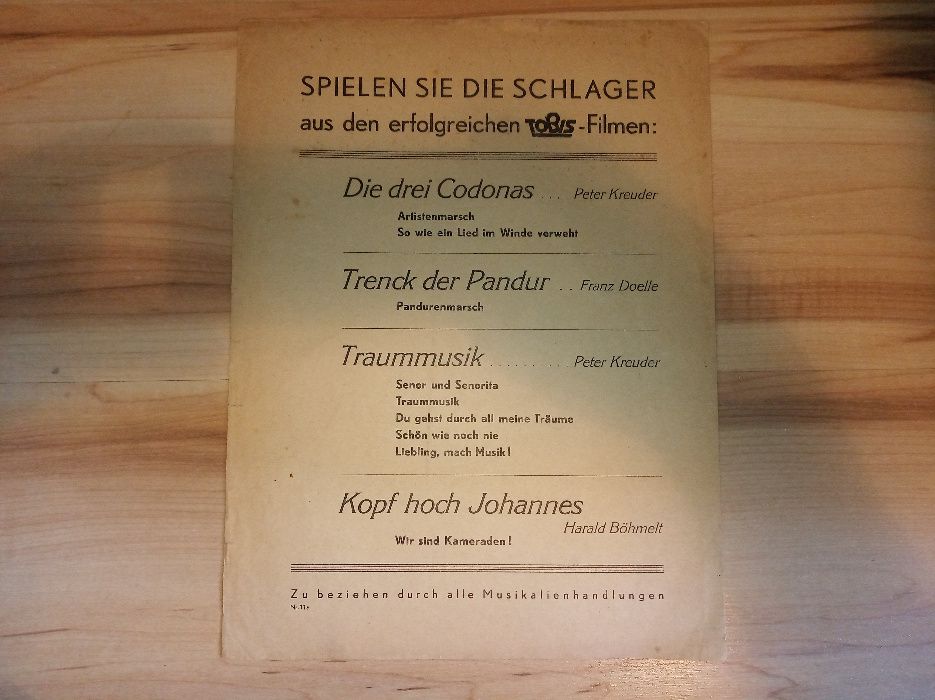 SPIELEN SIE DIE SCHLAGER
aus den erfolgreichen TOBIS-Filmen:
Die drei Codonas ... Peter Kreuder
Artistenmarsch
So wie ein Lied im Winde verweht
Trenck der Pandur .. Franz Doelle
Pandurenmarsch
Traummusik .......... Peter Kreuder
Senor und Senorita
Traummusik
Du gehst durch all meine Träume
Schön wie noch nie
Liebling, mach Musik!
Kopf hoch Johannes
Harald Böhmelt
Wir sind Kameraden!
Zu beziehen durch alle Musikalienhandlungen